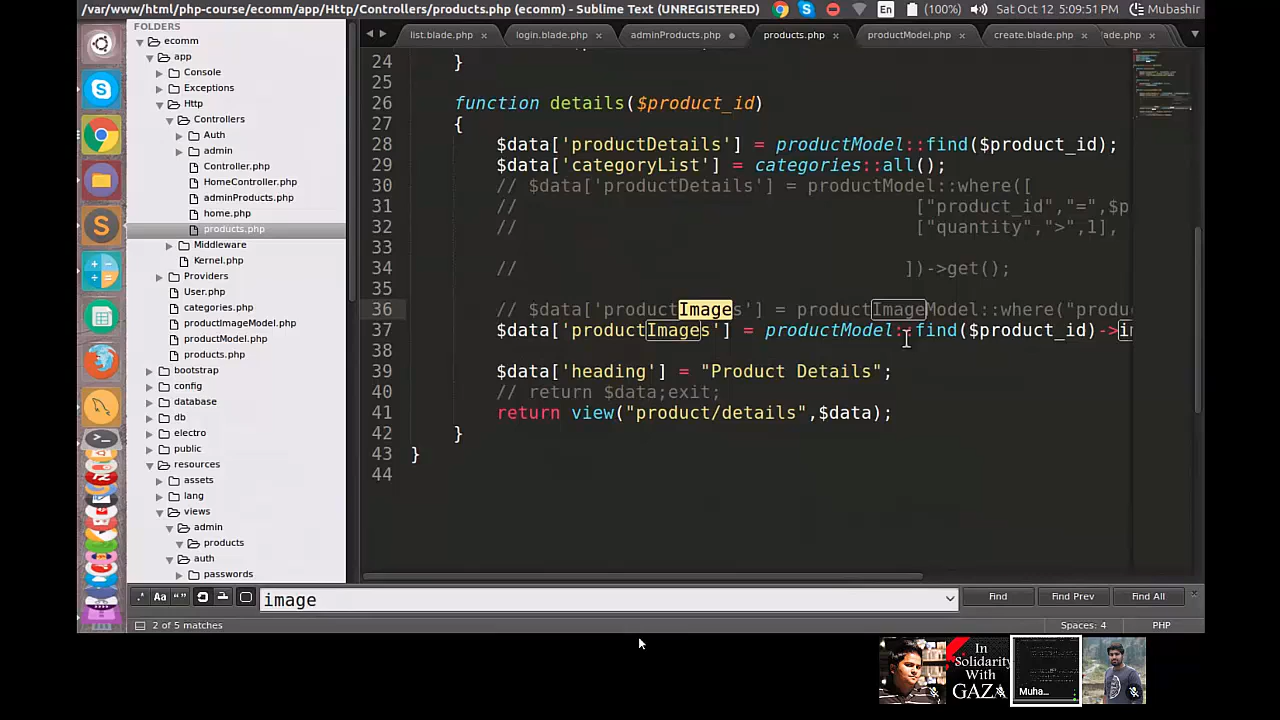 /var/www/html/php-course/ecomm/app/Http/Controllers/products.php (ecomm) - Sublime Text (UNREGISTERED)
En
(100%)
Sat Oct 12 5:09:51 PM
Mubashir
FOLDERS
ecomm
app
Console
Exceptions
Http
Controllers
Auth
admin
Controller.php
HomeController.php
adminProducts.php
home.php
products.php
Middleware
Kernel.php
Providers
User.php
categories.php
productImageModel.php
productModel.php
products.php
bootstrap
config
database
db
electro
public
resources
assets
lang
views
admin
products
auth
passwords
list.blade.php
login.blade.php
adminProducts.php
products.php
productModel.php
create.blade.php
ade.php
24 }
25
26 function details($product_id)
27 {
28 $data['productDetails'] = productModel::find($product_id);
29 $data['categoryList'] = categories::all();
30 // $data['productDetails'] = productModel::where([
31 // ["product_id","=",$p
32 // ["quantity",">",1],
33
34 // ])->get();
35
36 // $data['productImages'] = productImageModel::where("produc
37 $data['productImages'] = productModel::find($product_id)->i
38
39 $data['heading'] = "Product Details";
40 // return $data;exit;
41 return view("product/details",$data);
42 }
43 }
44
.* Aa “ ”
image
Find
Find Prev
Find All
2 of 5 matches
Spaces: 4
PHP
In
Solidarity
With
GAZA
Muha...